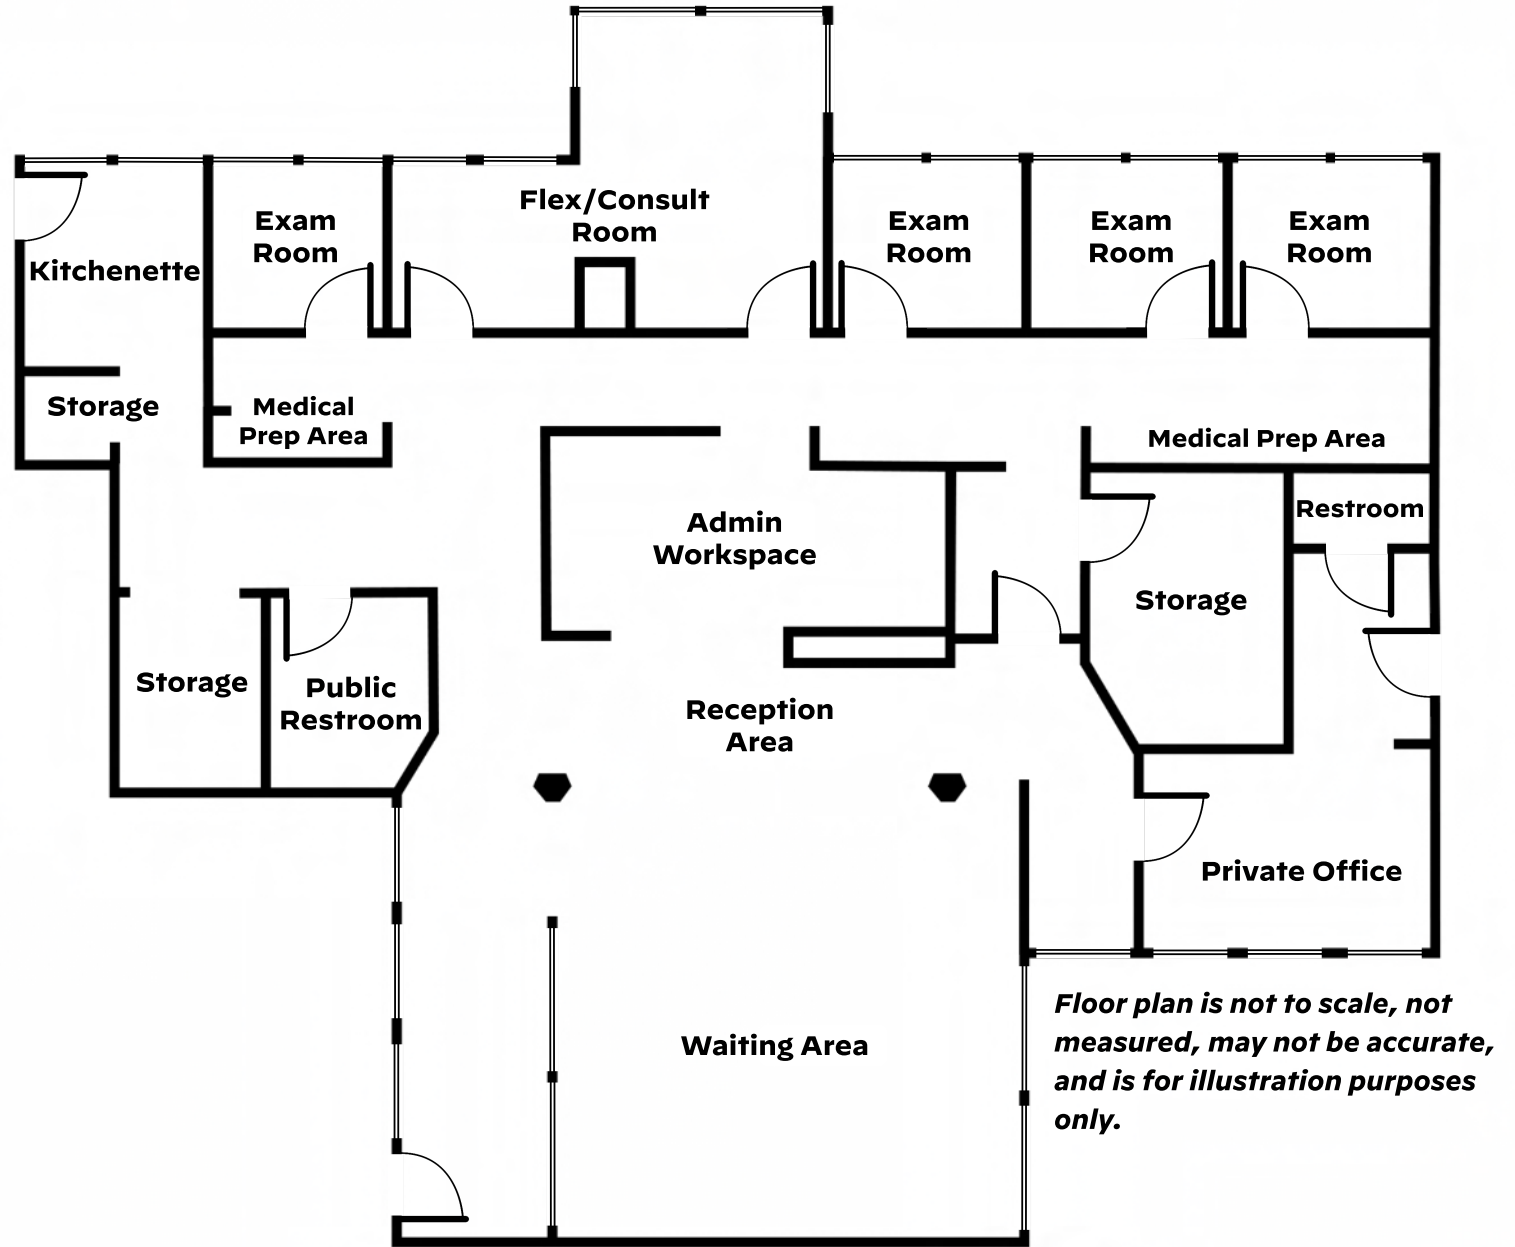 Flex/Consult
Room
Exam
Room
Exam
Room
Exam
Room
Exam
Room
Kitchenette
Storage
Medical
Prep Area
Medical Prep Area
Admin
Workspace
Restroom
Storage
Storage
Public
Restroom
Reception
Area
Private Office
Waiting Area
Floor plan is not to scale, not
measured, may not be accurate,
and is for illustration purposes
only.